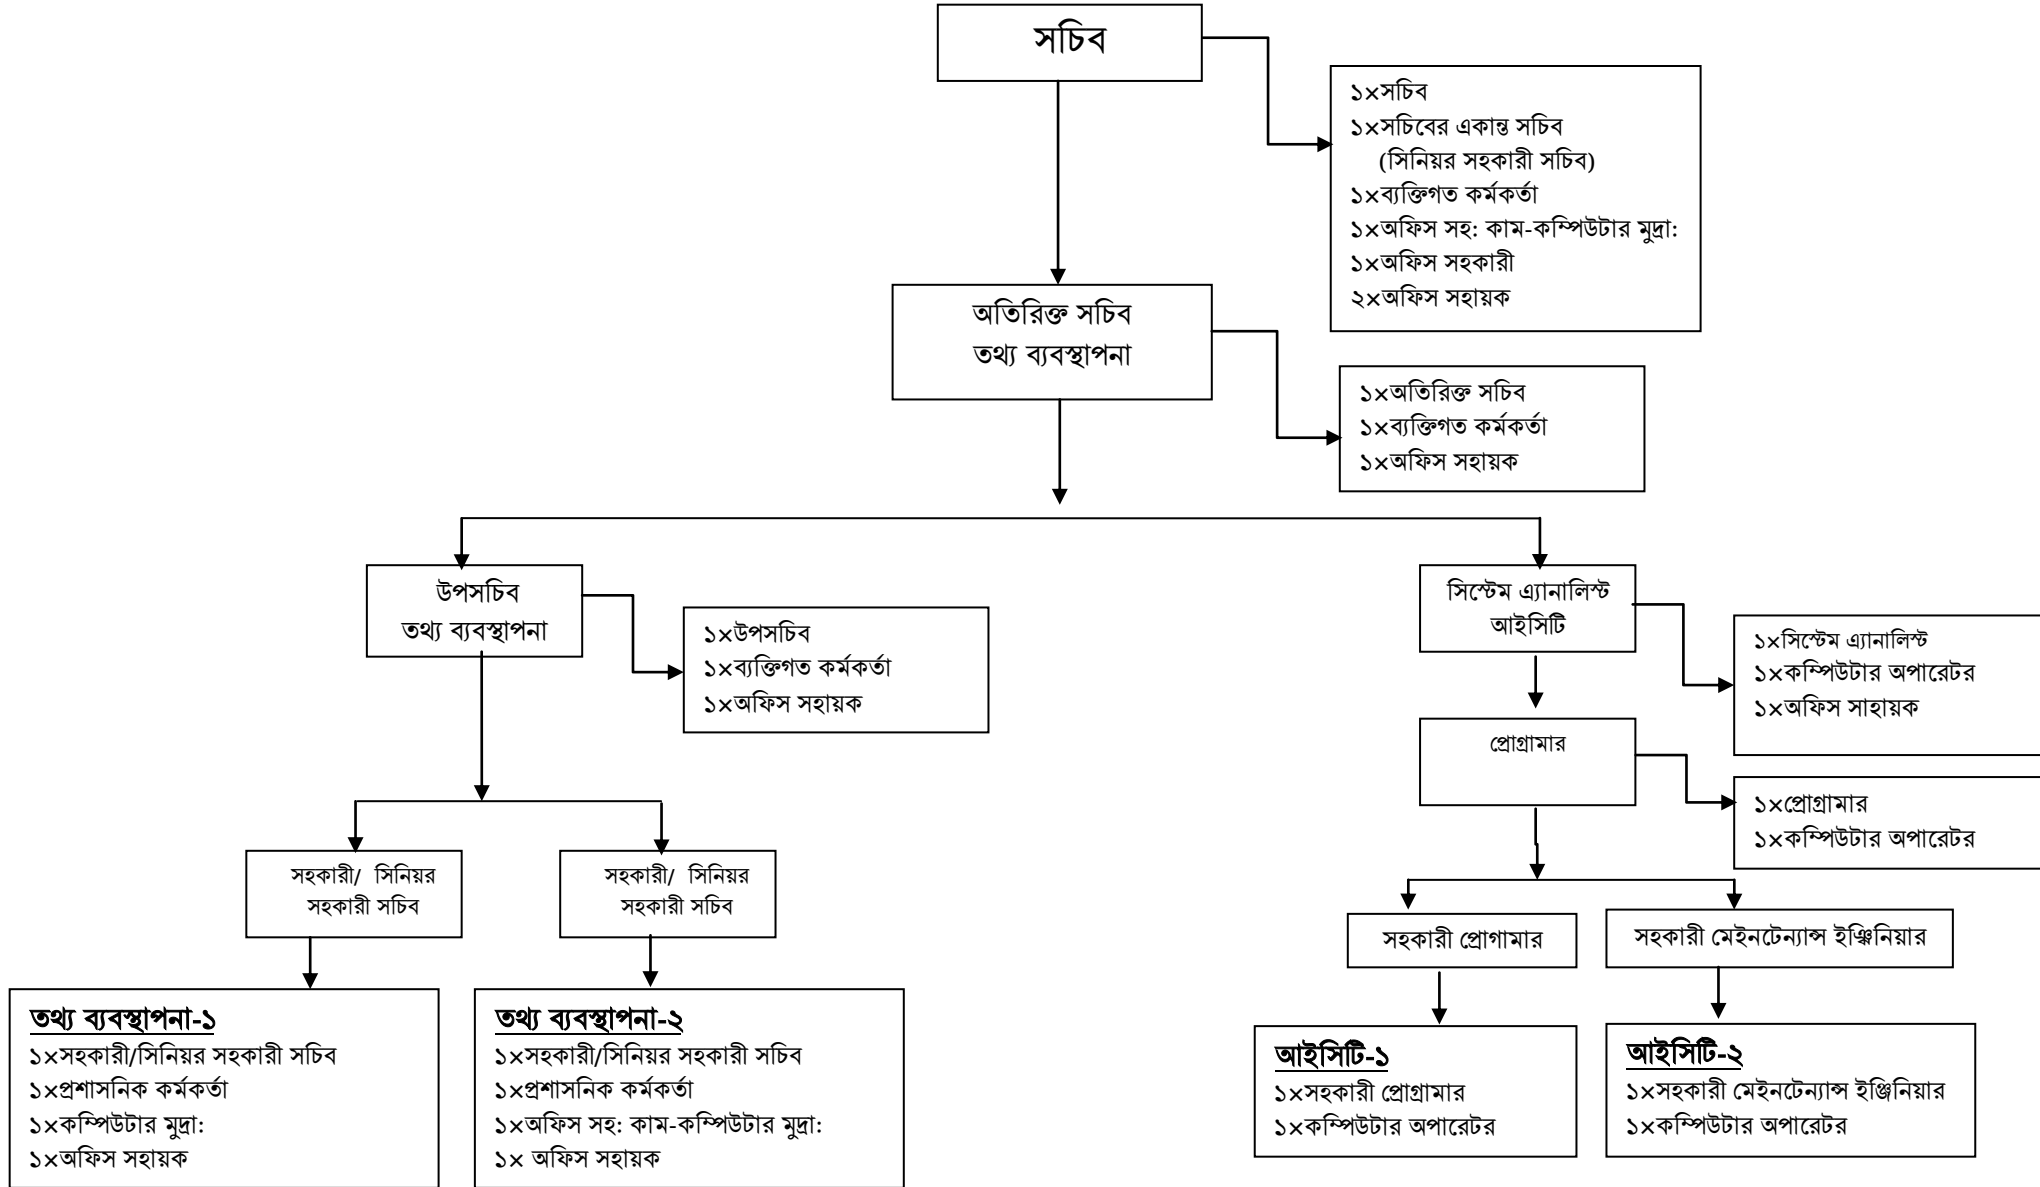 সচিব
১×সচিব
১×সচিবের একান্ত সচিব
(সিনিয়র সহকারী সচিব)
১×ব্যক্তিগত কর্মকর্তা
১×অফিস সহ: কাম-কম্পিউটার মুদ্রা:
১×অফিস সহকারী
২×অফিস সহায়ক
অতিরিক্ত সচিব
তথ্য ব্যবস্থাপনা
১×অতিরিক্ত সচিব
১×ব্যক্তিগত কর্মকর্তা
১×অফিস সহায়ক
উপসচিব
তথ্য ব্যবস্থাপনা
১×উপসচিব
১×ব্যক্তিগত কর্মকর্তা
১×অফিস সহায়ক
সিস্টেম এ্যানালিস্ট
আইসিটি
১×সিস্টেম এ্যানালিস্ট
১×কম্পিউটার অপারেটর
১×অফিস সাহায়ক
প্রোগ্রামার
১×প্রোগ্রামার
১×কম্পিউটার অপারেটর
সহকারী/ সিনিয়র
সহকারী সচিব
সহকারী/ সিনিয়র
সহকারী সচিব
সহকারী প্রোগামার
সহকারী মেইনটেন্যান্স ইঞ্জিনিয়ার
তথ্য ব্যবস্থাপনা-১
১×সহকারী/সিনিয়র সহকারী সচিব
১×প্রশাসনিক কর্মকর্তা
১×কম্পিউটার মুদ্রা:
১×অফিস সহায়ক
তথ্য ব্যবস্থাপনা-২
১×সহকারী/সিনিয়র সহকারী সচিব
১×প্রশাসনিক কর্মকর্তা
১×অফিস সহ: কাম-কম্পিউটার মুদ্রা:
১× অফিস সহায়ক
আইসিটি-১
১×সহকারী প্রোগ্রামার
১×কম্পিউটার অপারেটর
আইসিটি-২
১×সহকারী মেইনটেন্যান্স ইঞ্জিনিয়ার
১×কম্পিউটার অপারেটর